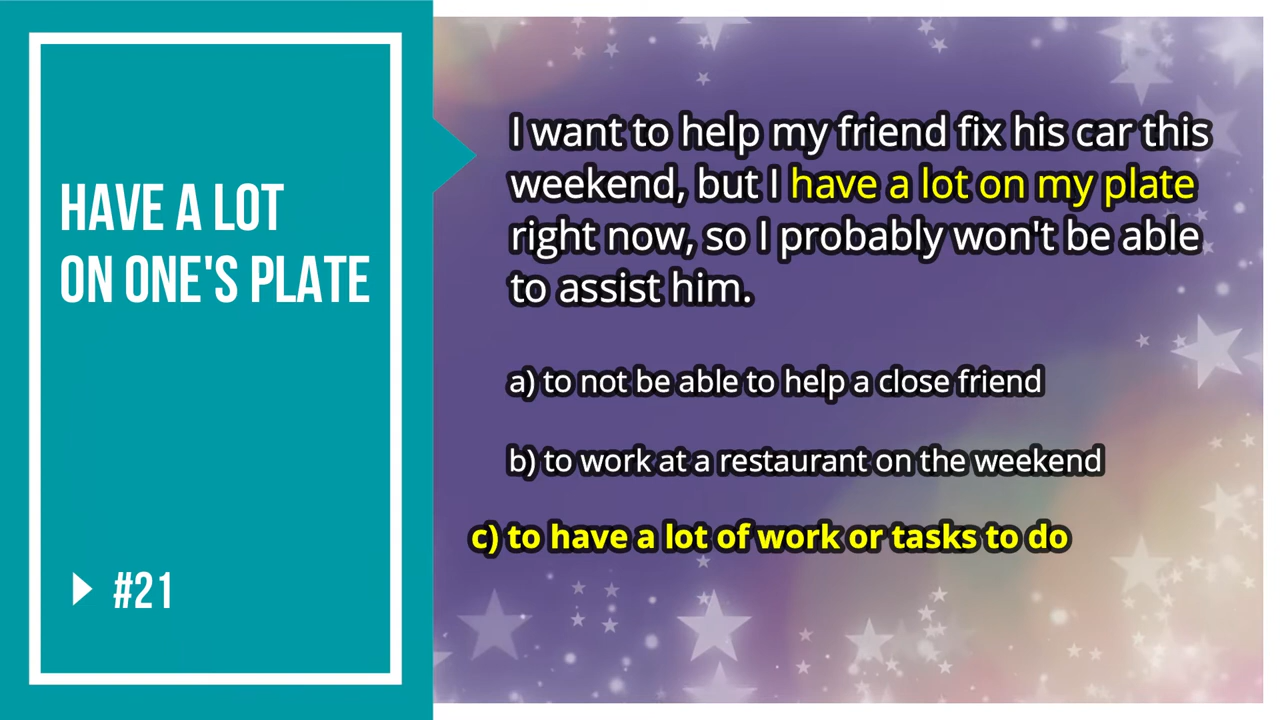 HAVE A LOT
ON ONE'S PLATE
#21
I want to help my friend fix his car this
weekend, but I have a lot on my plate
right now, so I probably won't be able
to assist him.
a) to not be able to help a close friend
b) to work at a restaurant on the weekend
c) to have a lot of work or tasks to do